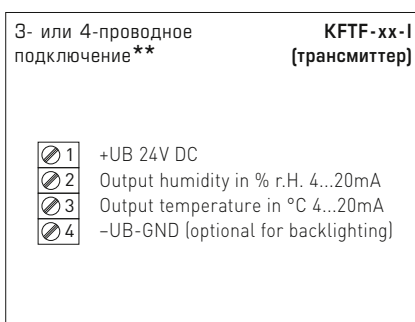 3- или 4-проводное KFTF-xx-I
подключение** (трансмиттер)
1 +UB 24V DC
2 Output humidity in % r.H. 4...20mA
3 Output temperature in °C 4...20mA
4 –UB-GND (optional for backlighting)